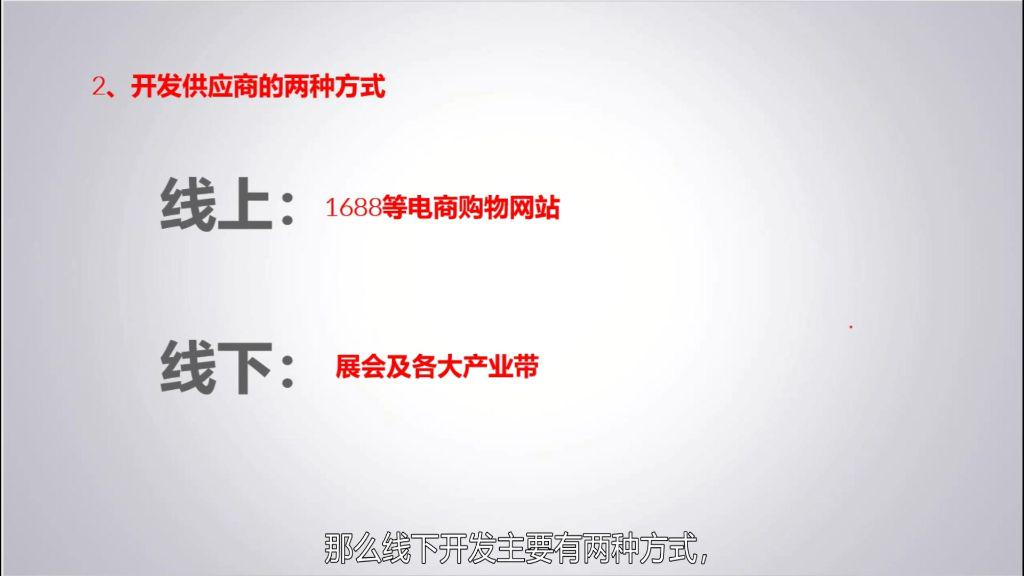 2、开发供应商的两种方式
线上：1688等电商购物网站
线下：展会及各大产业带
那么线下开发主要有两种方式，